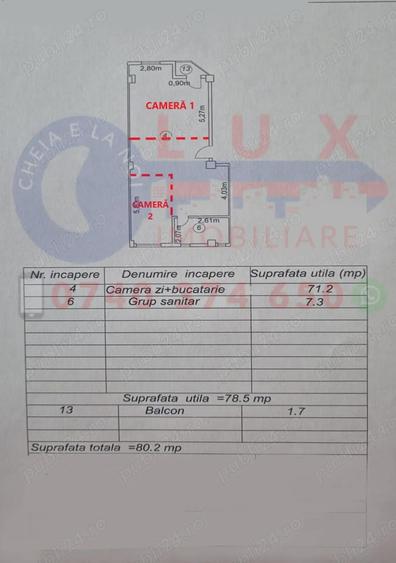 2,80m
13
0,90m
CAMERĂ 1
5,27m
4
CAMERĂ
2
4,03m
2,61m
6
2,01m
CHEIA E LA N
LUX
IMOBILIARE
Nr. incapere Denumire incapere Suprafata utila (mp)
4 Camera zi+bucatarie 71.2
6 Grup sanitar 7.3
Suprafata utila =78.5 mp
13 Balcon 1.7
Suprafata totala =80.2 mp